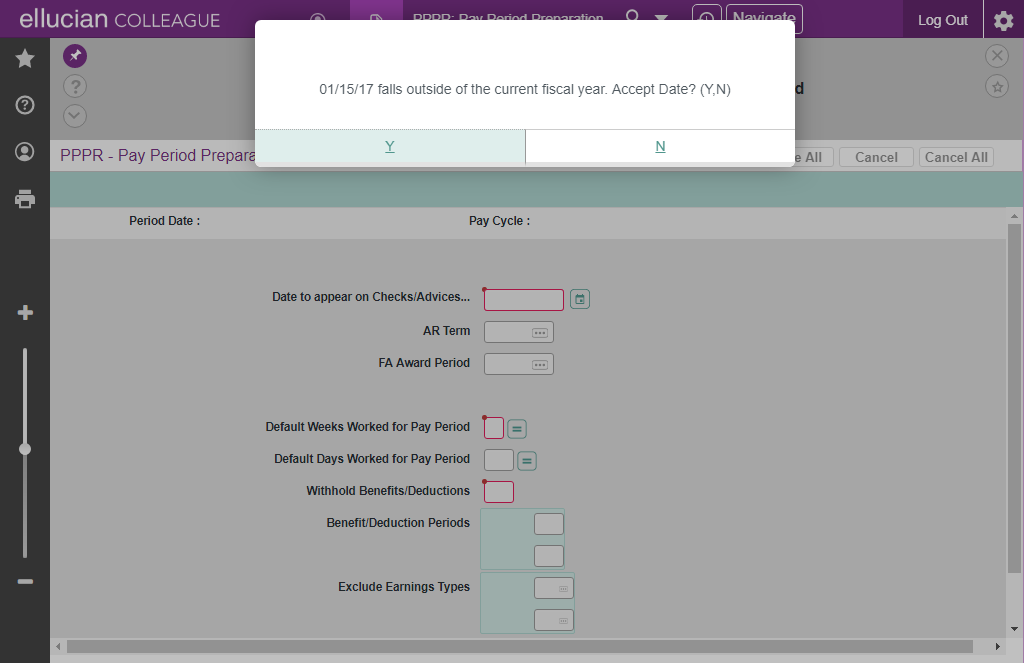 ellucian COLLEAGUE
PPPR: Pay Period Preparation
Navigate
Log Out
01/15/17 falls outside of the current fiscal year. Accept Date? (Y,N)
Y
N
PPPR - Pay Period Prepara
All
Cancel
Cancel All
Period Date :
Pay Cycle :
Date to appear on Checks/Advices...
AR Term
FA Award Period
Default Weeks Worked for Pay Period
Default Days Worked for Pay Period
Withhold Benefits/Deductions
Benefit/Deduction Periods
Exclude Earnings Types